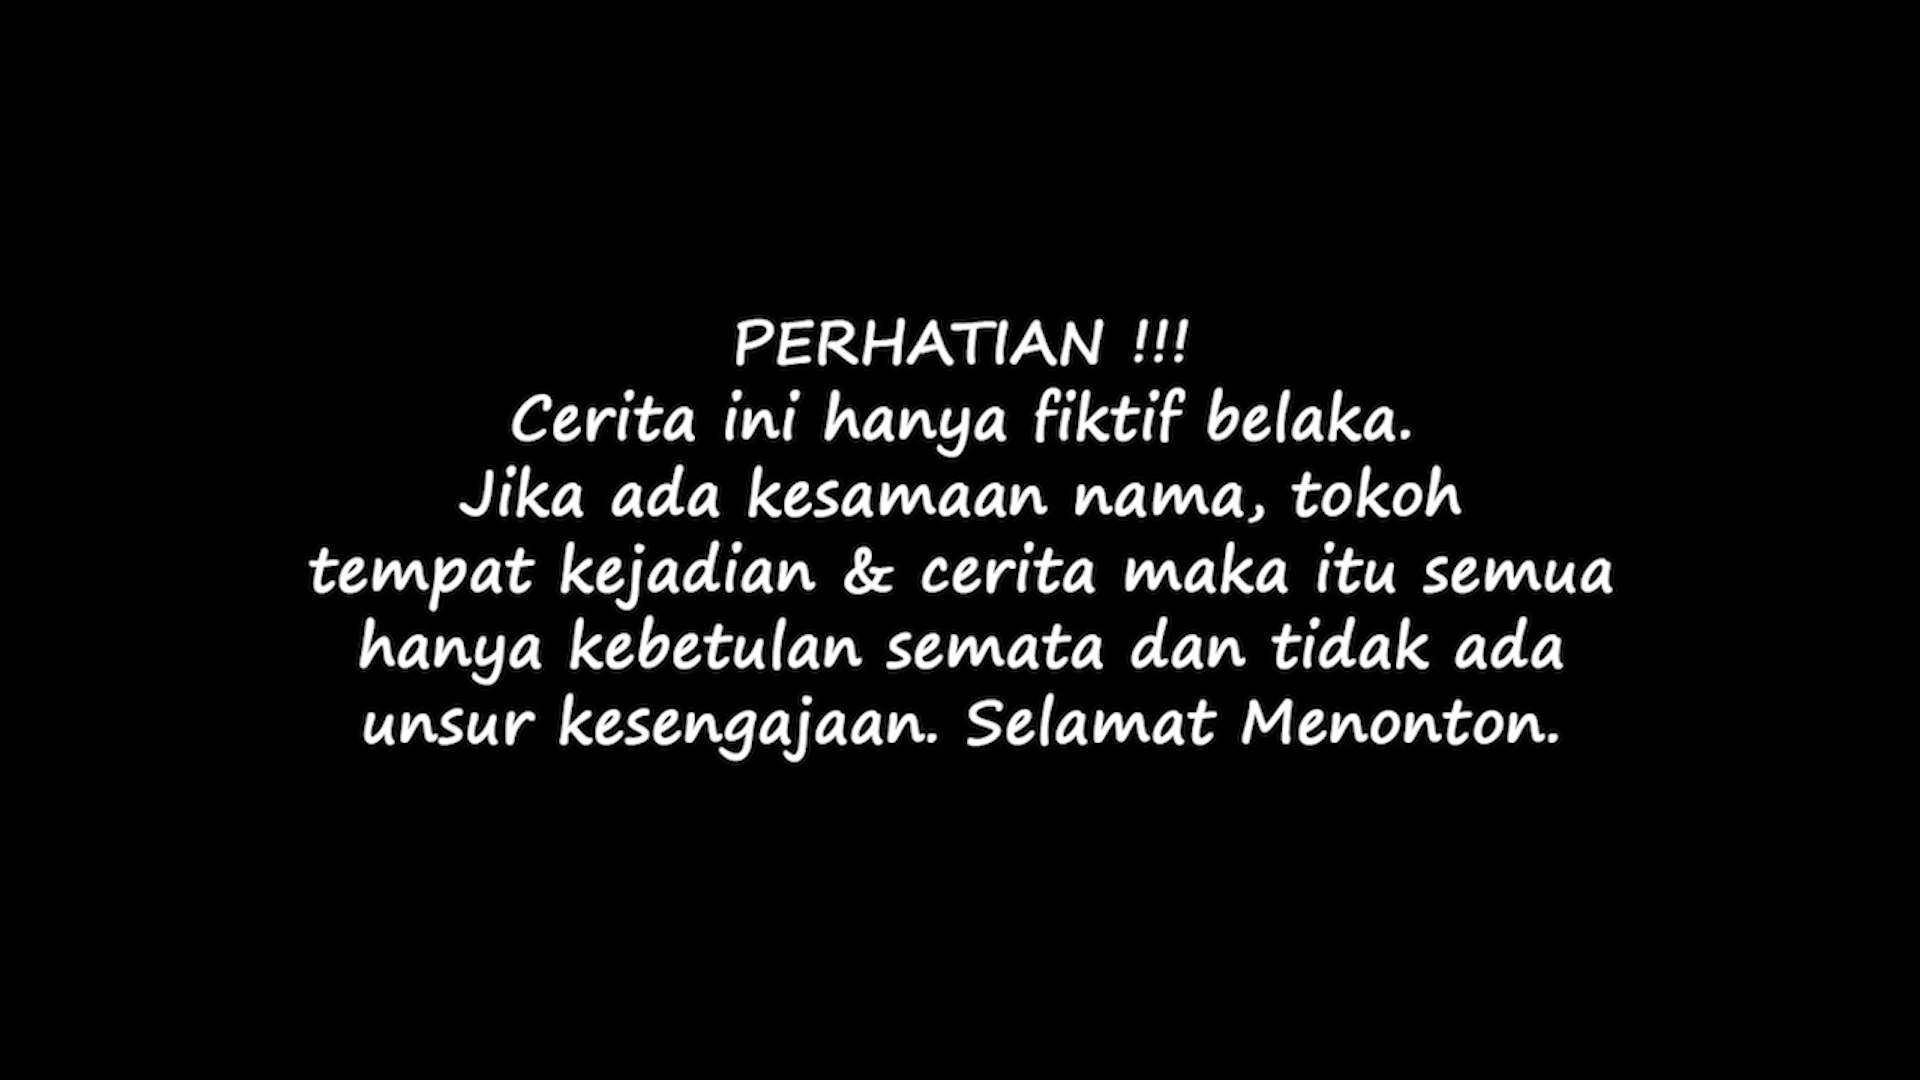 PERHATIAN !!!
Cerita ini hanya fiktif belaka.
Jika ada kesamaan nama, tokoh
tempat kejadian & cerita maka itu semua
hanya kebetulan semata dan tidak ada
unsur kesengajaan. Selamat Menonton.